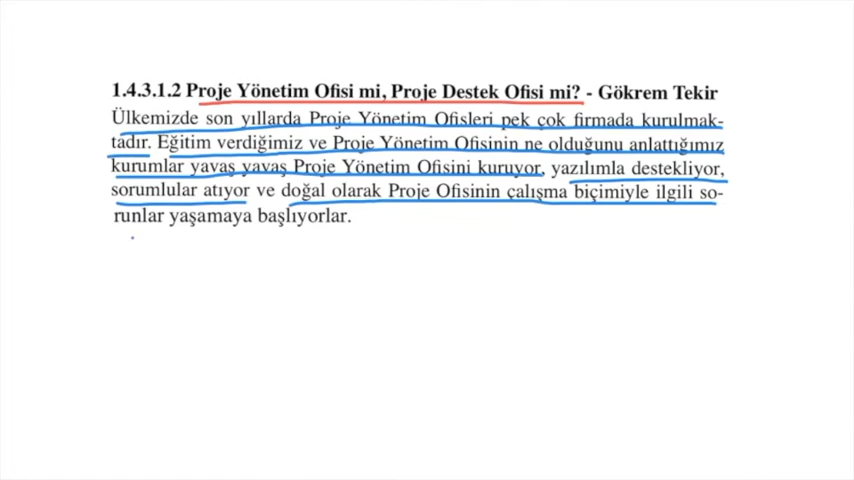 1.4.3.1.2 Proje Yönetim Ofisi mi, Proje Destek Ofisi mi? - Gökrem Tekir
Ülkemizde son yıllarda Proje Yönetim Ofisleri pek çok firmada kurulmak-
tadır. Eğitim verdiğimiz ve Proje Yönetim Ofisinin ne olduğunu anlattığımız
kurumlar yavaş yavaş Proje Yönetim Ofisini kuruyor, yazılımla destekliyor,
sorumlular atıyor ve doğal olarak Proje Ofisinin çalışma biçimiyle ilgili so-
runlar yaşamaya başlıyorlar.